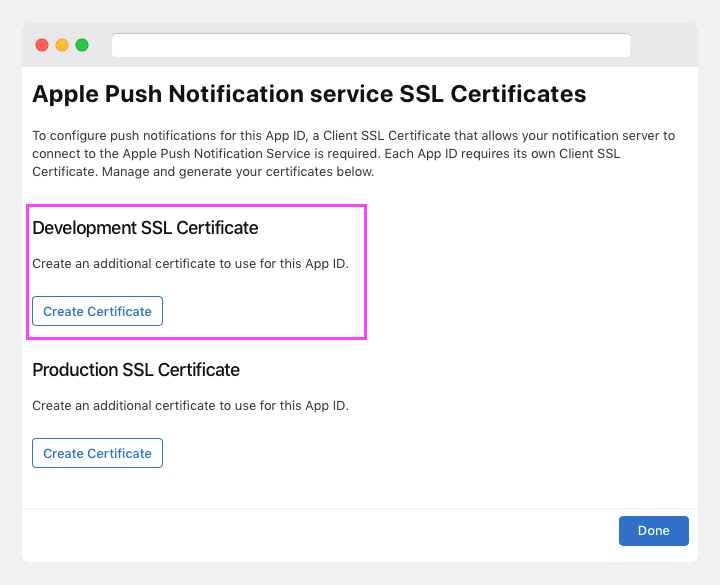 Apple Push Notification service SSL Certificates
To configure push notifications for this App ID, a Client SSL Certificate that allows your notification server to
connect to the Apple Push Notification Service is required. Each App ID requires its own Client SSL
Certificate. Manage and generate your certificates below.
Development SSL Certificate
Create an additional certificate to use for this App ID.
Create Certificate
Production SSL Certificate
Create an additional certificate to use for this App ID.
Create Certificate
Done